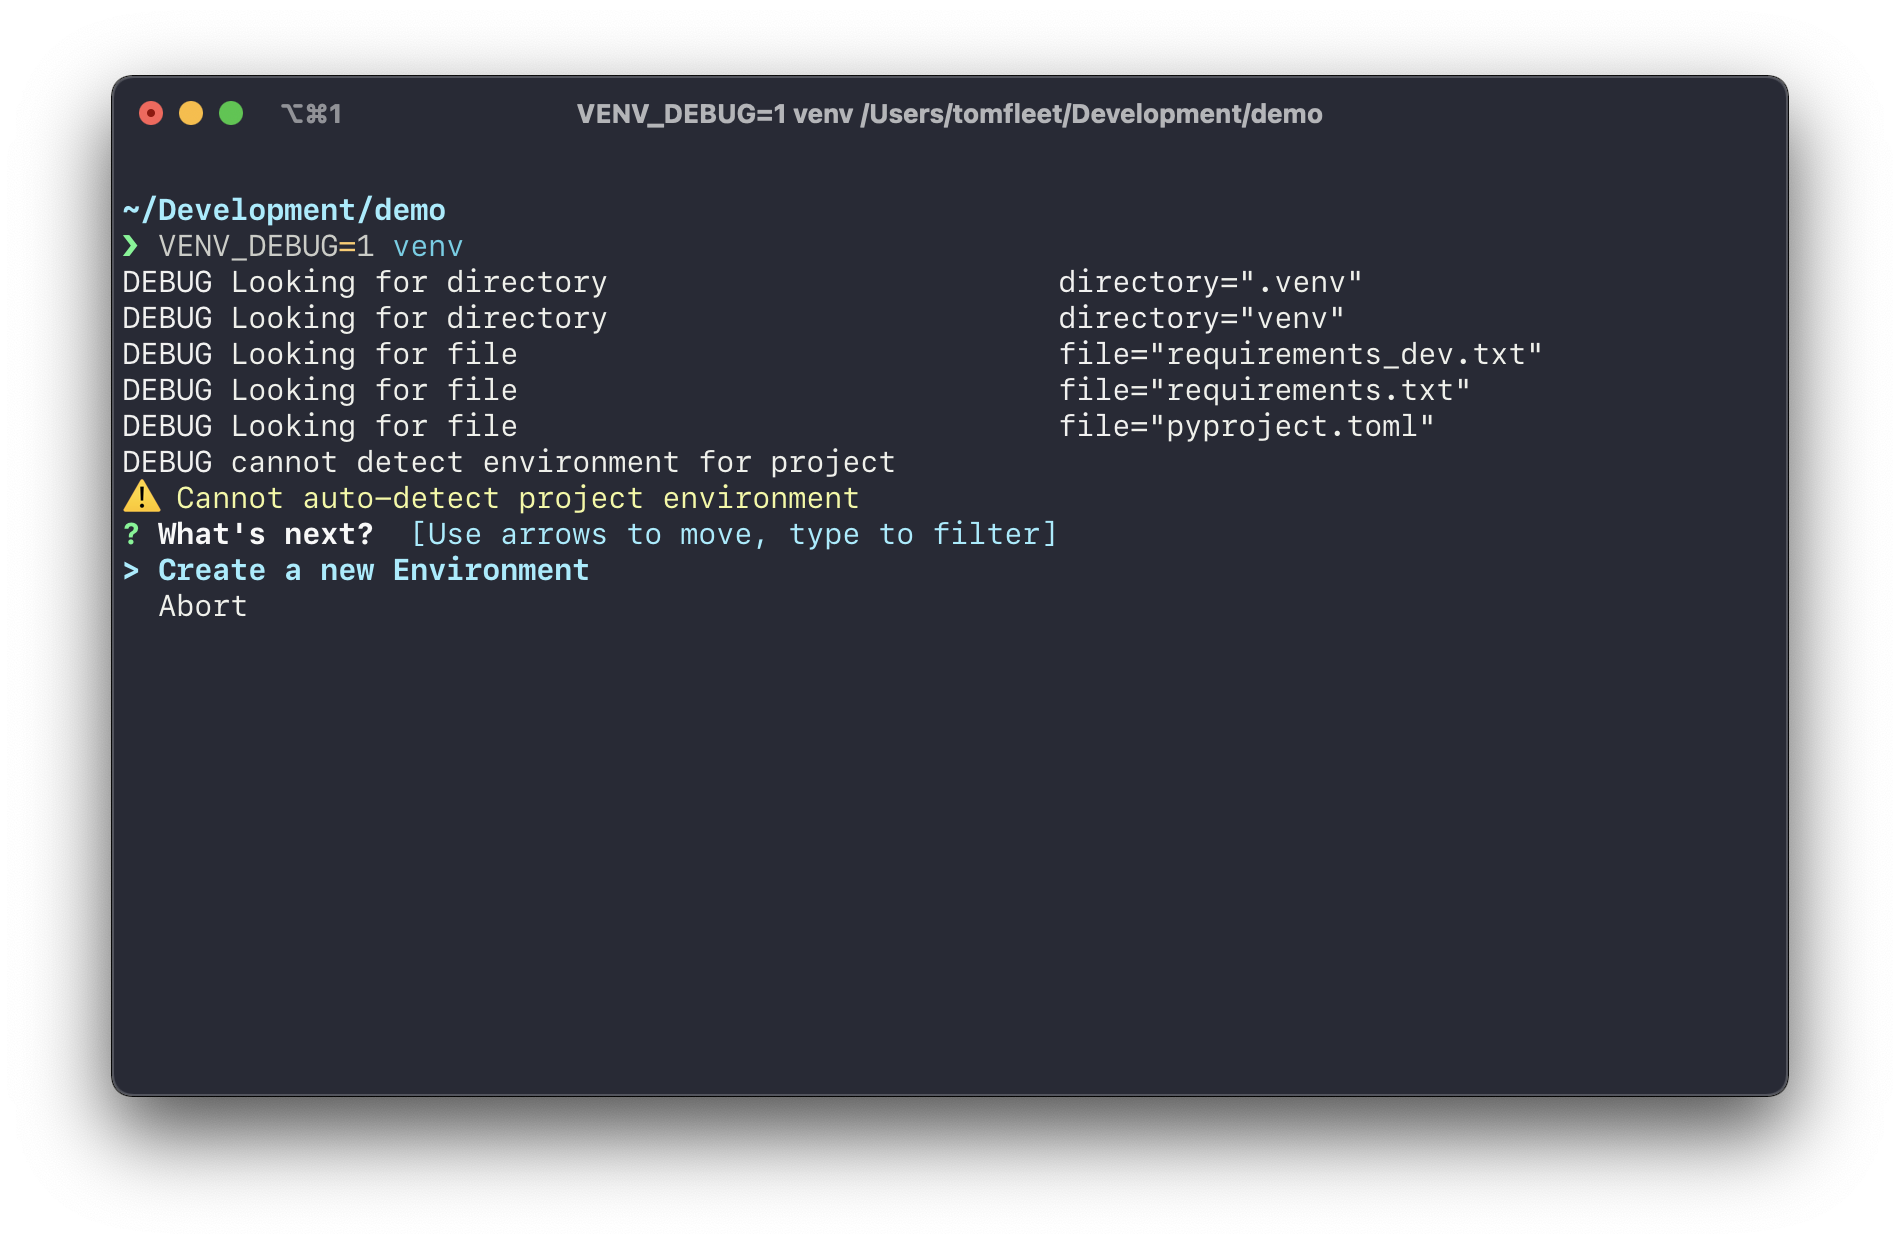 ⌥⌘1 VENV_DEBUG=1 venv /Users/tomfleet/Development/demo
~/Development/demo
❯ VENV_DEBUG=1 venv
DEBUG Looking for directory directory=".venv"
DEBUG Looking for directory directory="venv"
DEBUG Looking for file file="requirements_dev.txt"
DEBUG Looking for file file="requirements.txt"
DEBUG Looking for file file="pyproject.toml"
DEBUG cannot detect environment for project
⚠️ Cannot auto-detect project environment
? What's next? [Use arrows to move, type to filter]
> Create a new Environment
Abort